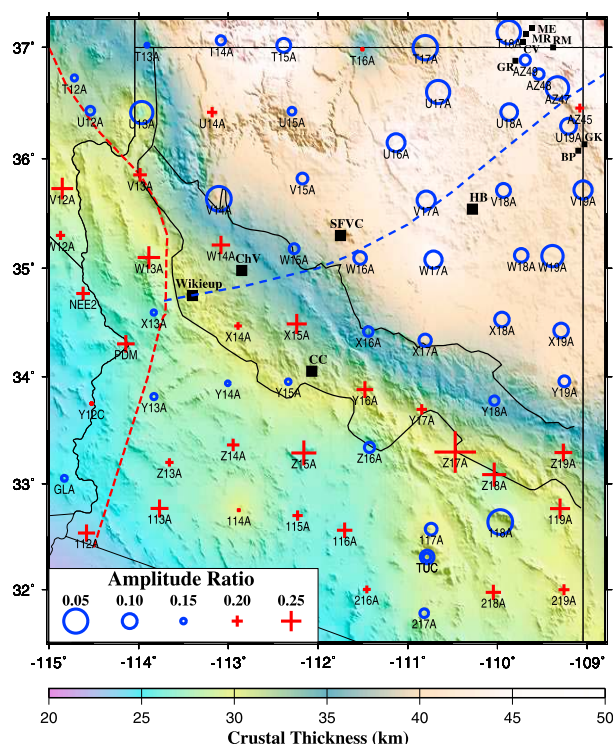 37°
36°
35°
34°
33°
32°
-115° -114° -113° -112° -111° -110° -109°
T13A T14A T15A T16A T17A T18A ME MR RM CV
GR AZ49 AZ48
T12A U12A U13A U14A U15A U16A U17A U18A AZ47 AZ45 U19A GK BP
V12A V13A V14A V15A V17A V18A V19A HB
W12A W13A W14A W15A W16A SFVC W18A W19A
NEE2 ChV Wikieup
X13A X14A X15A X16A X17A X18A X19A
PDM CC
Y12C Y13A Y15A Y16A Y17A Y18A Y19A
Z13A Z14A Z15A Z16A Z17A Z18A Z19A
GLA
112A 113A 114A 115A 116A 117A 118A 119A
TUC
216A 217A 218A 219A
Amplitude Ratio
0.05 0.10 0.15 0.20 0.25
20 25 30 35 40 45 50
Crustal Thickness (km)